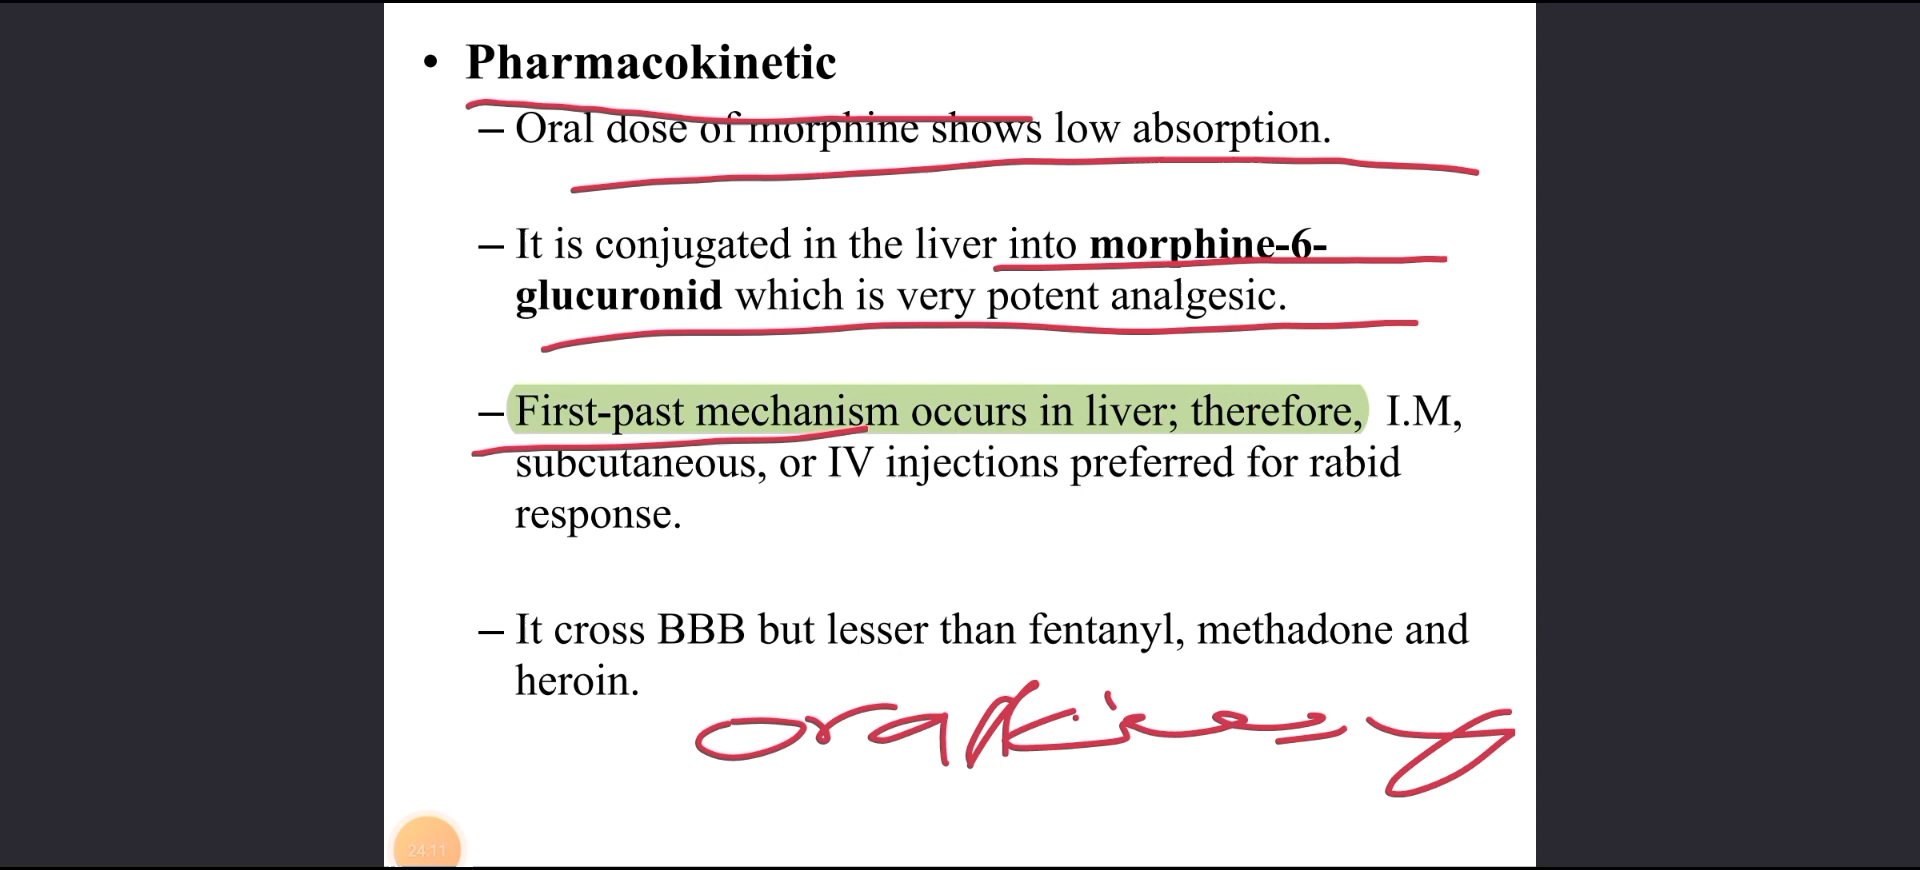 • Pharmacokinetic
– Oral dose of morphine shows low absorption.
– It is conjugated in the liver into morphine-6-
glucuronid which is very potent analgesic.
– First-past mechanism occurs in liver; therefore, I.M,
subcutaneous, or IV injections preferred for rabid
response.
– It cross BBB but lesser than fentanyl, methadone and
heroin.
24:11